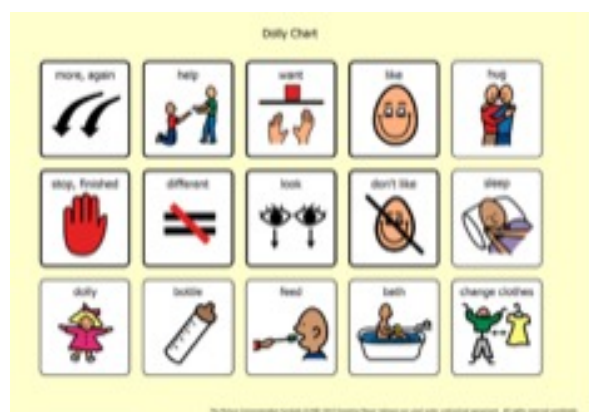 Dolly Chart
more, again help want like hug
stop, finished different look don't like sleep
dolly bottle feed bath change clothes